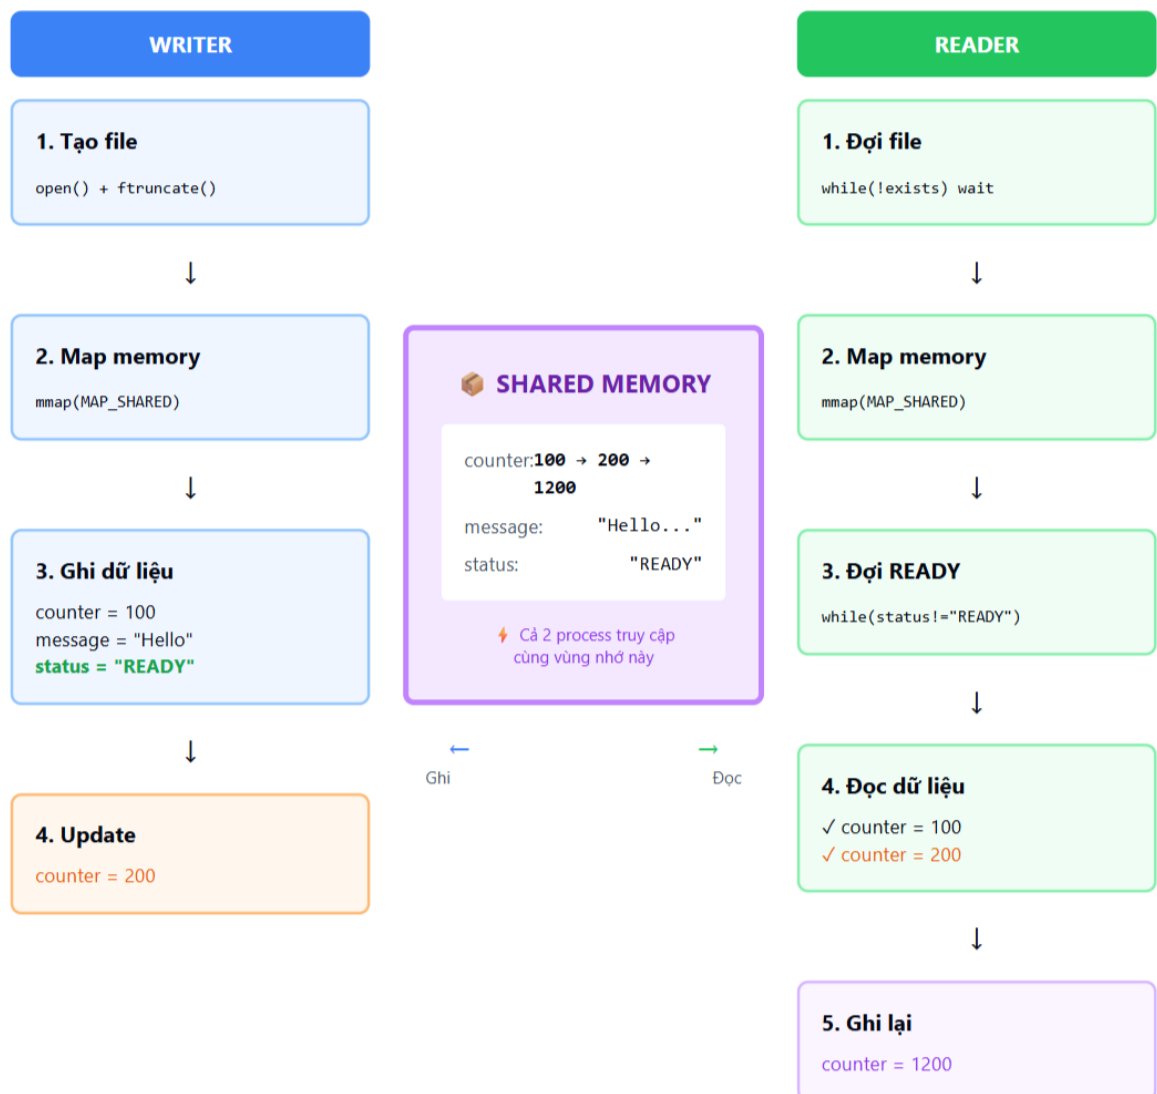 WRITER
1. Tạo file
open() + ftruncate()
↓
2. Map memory
mmap(MAP_SHARED)
↓
3. Ghi dữ liệu
counter = 100
message = "Hello"
status = "READY"
↓
4. Update
counter = 200
📦 SHARED MEMORY
counter:100 → 200 →
1200
message: "Hello..."
status: "READY"
⚡ Cả 2 process truy cập
cùng vùng nhớ này
← →
Ghi Đọc
READER
1. Đợi file
while(!exists) wait
↓
2. Map memory
mmap(MAP_SHARED)
↓
3. Đợi READY
while(status!="READY")
↓
4. Đọc dữ liệu
✓ counter = 100
✓ counter = 200
↓
5. Ghi lại
counter = 1200